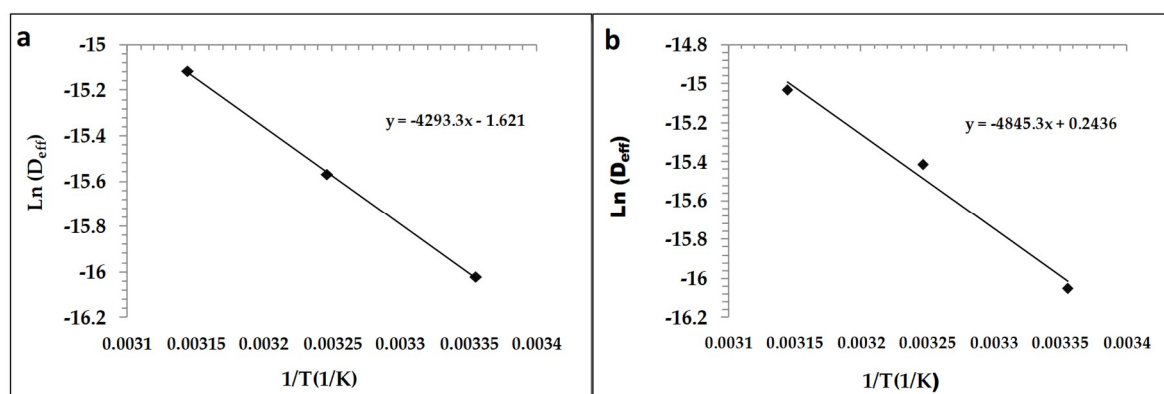 a
-15
-15.2
-15.4
-15.6
-15.8
-16
-16.2
0.0031 0.00315 0.0032 0.00325 0.0033 0.00335 0.0034
Ln (Deff)
1/T(1/K)
y = -4293.3x - 1.621
b
-14.8
-15
-15.2
-15.4
-15.6
-15.8
-16
-16.2
0.0031 0.00315 0.0032 0.00325 0.0033 0.00335 0.0034
Ln (Deff)
1/T(1/K)
y = -4845.3x + 0.2436